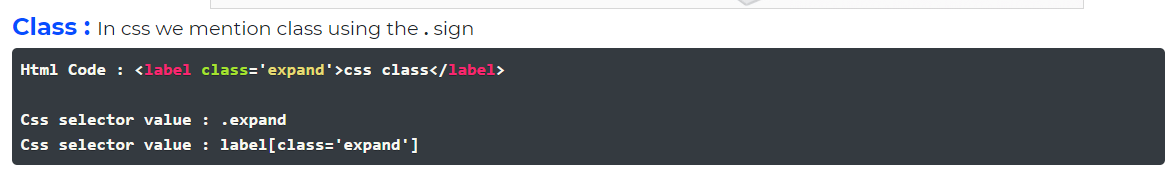 Class : In css we mention class using the . sign
Html Code : <label class='expand'>css class</label>
Css selector value : .expand
Css selector value : label[class='expand']